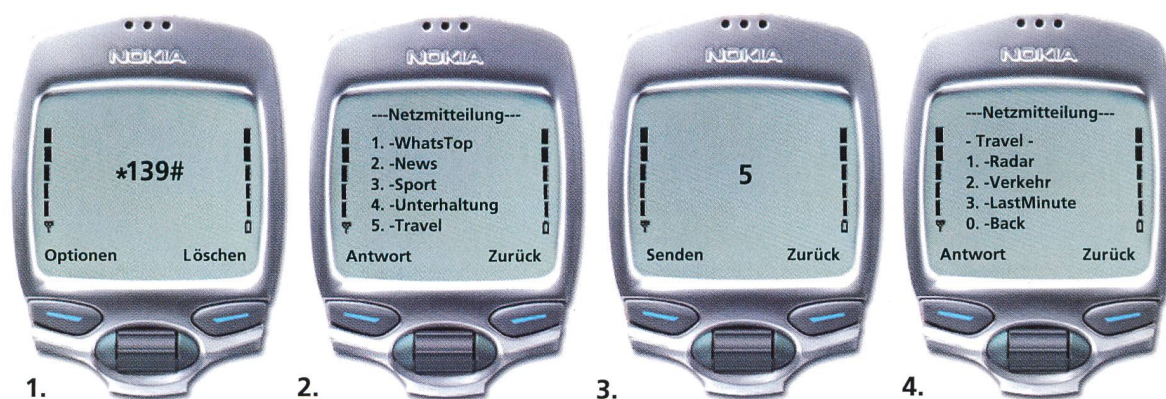 NOKIA
*139#
Optionen Löschen
1.
NOKIA
---Netzmitteilung---
1. -WhatsTop
2. -News
3. -Sport
4. -Unterhaltung
5. -Travel
Antwort Zurück
2.
NOKIA
5
Senden Zurück
3.
NOKIA
---Netzmitteilung---
- Travel -
1. -Radar
2. -Verkehr
3. -LastMinute
0. -Back
Antwort Zurück
4.